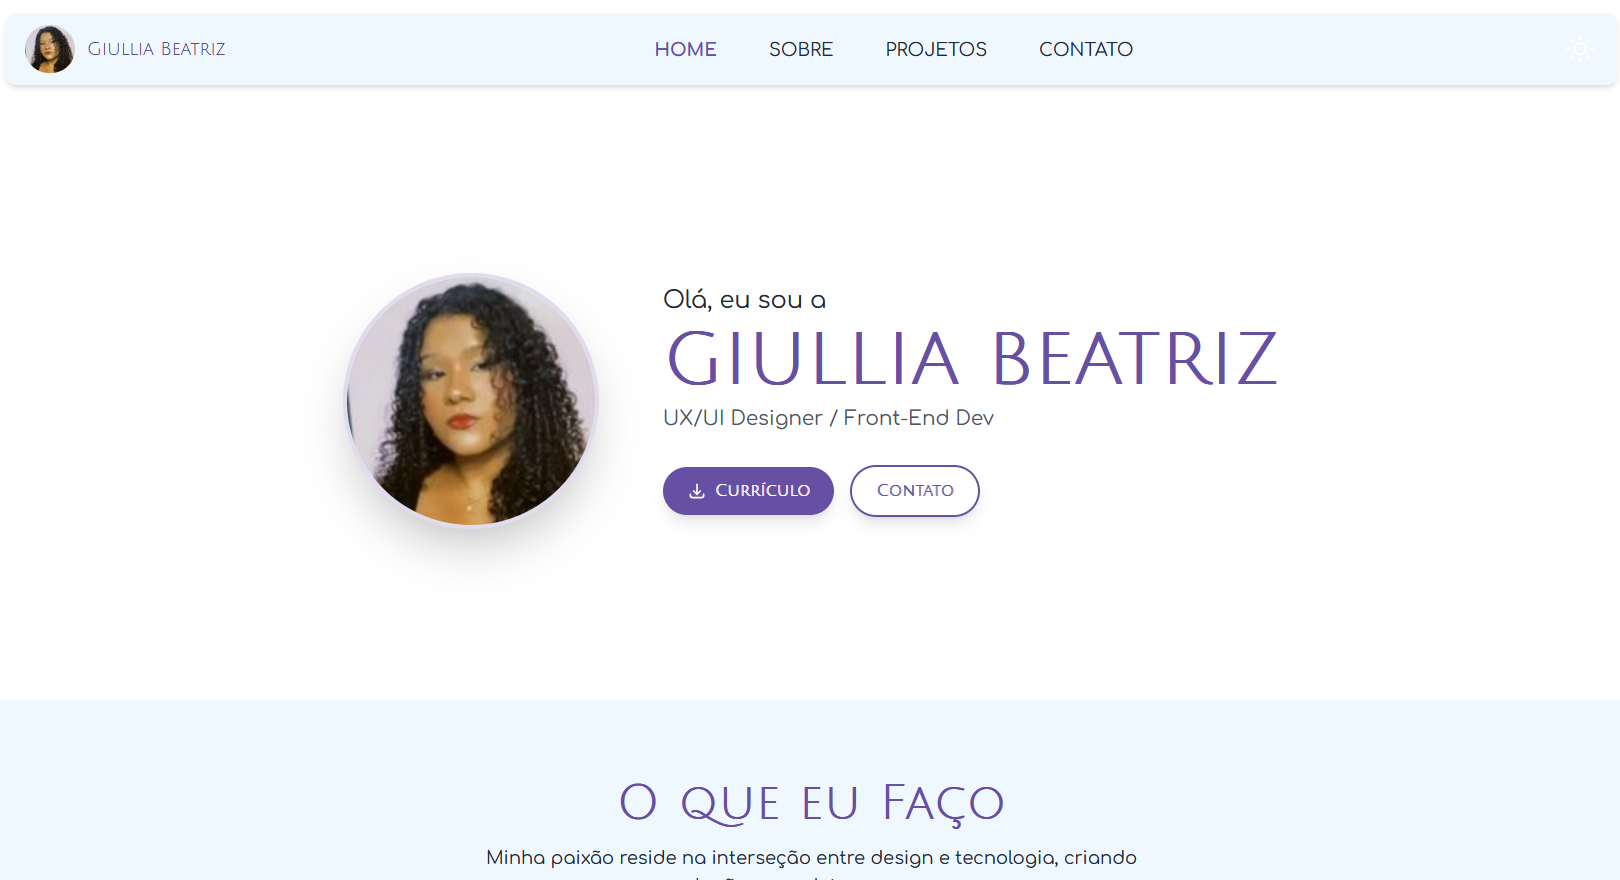 Giullia Beatriz
HOME
SOBRE
PROJETOS
CONTATO
Olá, eu sou a
GIULLIA BEATRIZ
UX/UI Designer / Front-End Dev
Currículo
Contato
O que eu Faço
Minha paixão reside na interseção entre design e tecnologia, criando